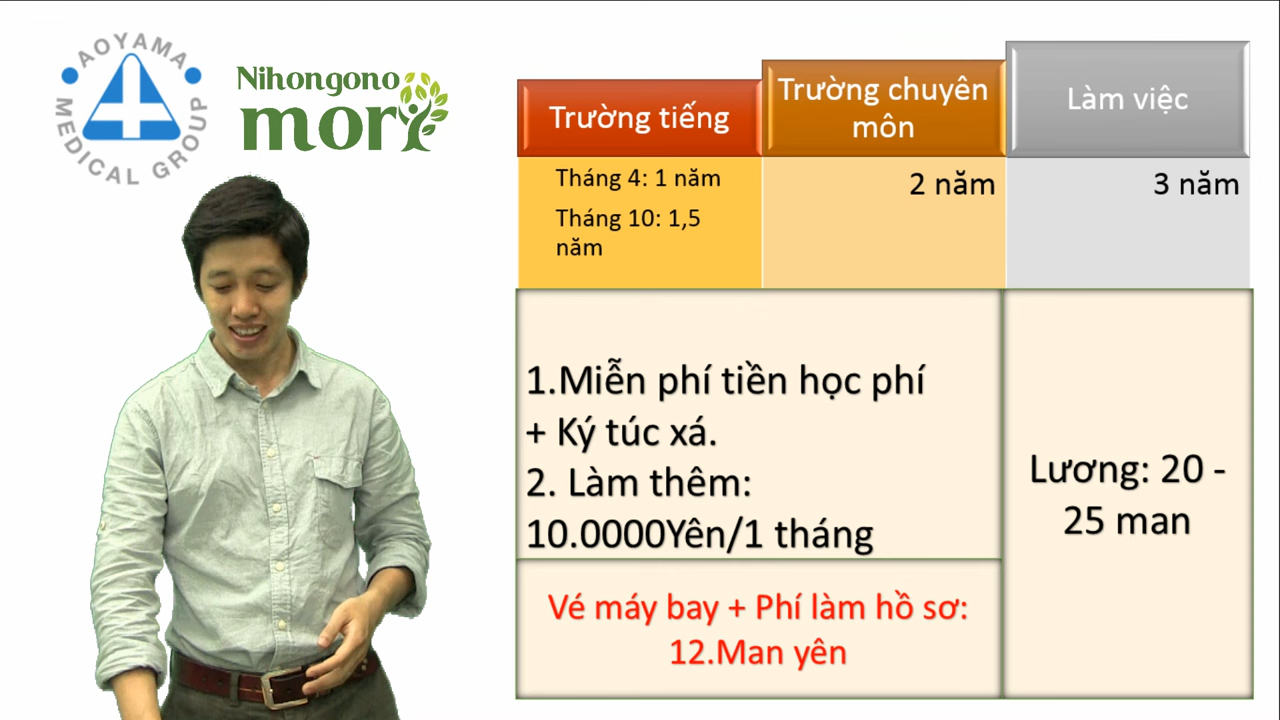 AOYAMA
MEDICAL GROUP
Nihongono
mori
Trường tiếng
Trường chuyên
môn
Làm việc
Tháng 4: 1 năm
Tháng 10: 1,5
năm
2 năm
3 năm
1.Miễn phí tiền học phí
+ Ký túc xá.
2. Làm thêm:
10.0000Yên/1 tháng
Lương: 20 -
25 man
Vé máy bay + Phí làm hồ sơ:
12.Man yên